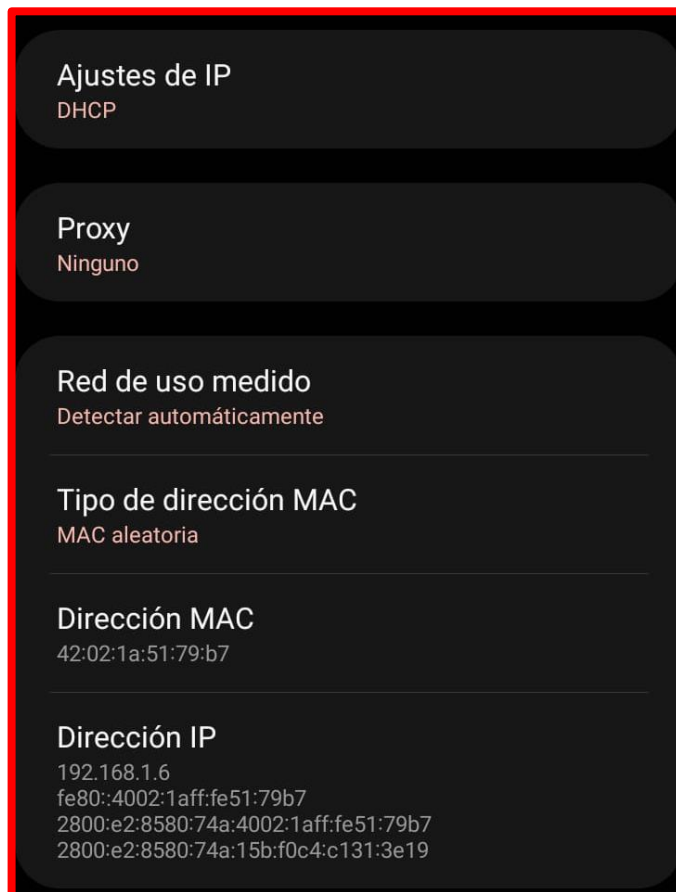 Ajustes de IP
DHCP
Proxy
Ninguno
Red de uso medido
Detectar automáticamente
Tipo de dirección MAC
MAC aleatoria
Dirección MAC
42:02:1a:51:79:b7
Dirección IP
192.168.1.6
fe80::4002:1aff:fe51:79b7
2800:e2:8580:74a:4002:1aff:fe51:79b7
2800:e2:8580:74a:15b:f0c4:c131:3e19